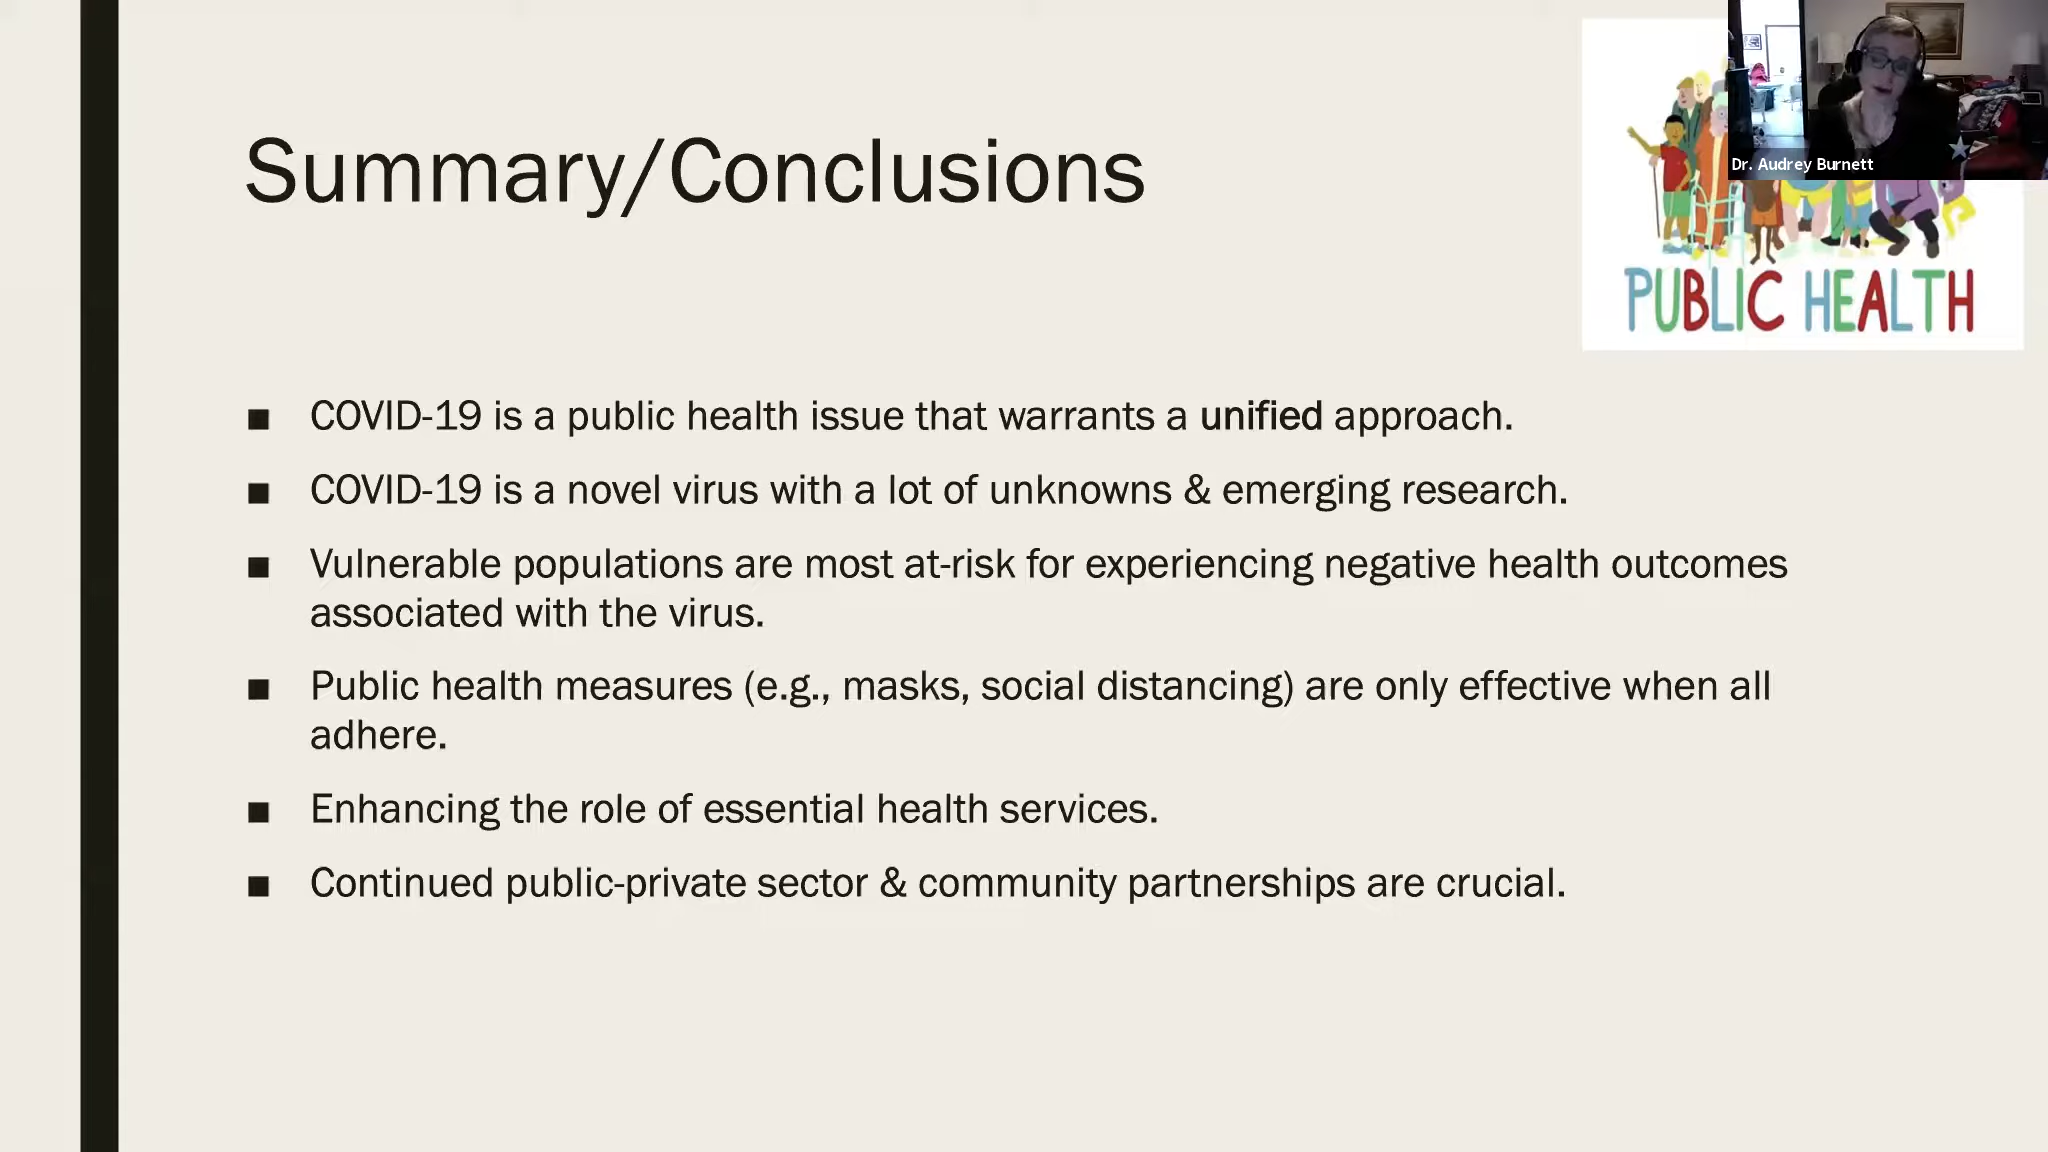 Summary/Conclusions
Dr. Audrey Burnett
PUBLIC HEALTH
■ COVID-19 is a public health issue that warrants a unified approach.
■ COVID-19 is a novel virus with a lot of unknowns & emerging research.
■ Vulnerable populations are most at-risk for experiencing negative health outcomes
associated with the virus.
■ Public health measures (e.g., masks, social distancing) are only effective when all
adhere.
■ Enhancing the role of essential health services.
■ Continued public-private sector & community partnerships are crucial.